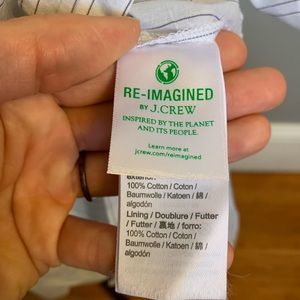 RE-IMAGINED
BY J.CREW
INSPIRED BY THE PLANET
AND ITS PEOPLE.
Learn more at
jcrew.com/reimagined
exterior:
100% Cotton / Coton /
Baumwolle / Katoen / 綿 /
algodón
Lining / Doublure / Futter
/ Futter / 裏地 / forro:
100% Cotton / Coton /
Baumwolle / Katoen / 綿 /
algodón